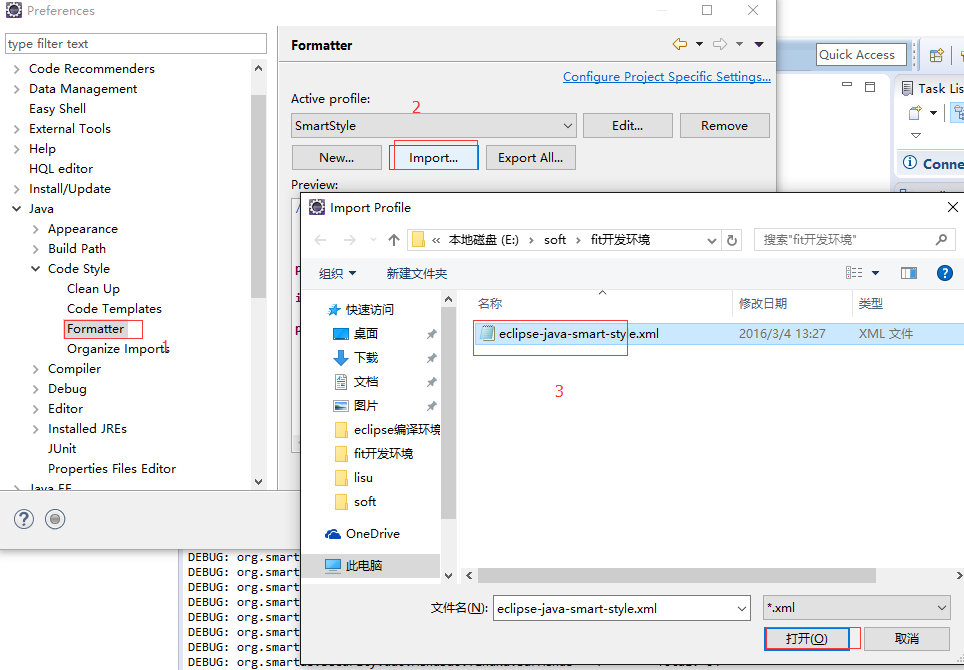 Preferences
type filter text
Code Recommenders
Data Management
Easy Shell
External Tools
Help
HQL editor
Install/Update
Java
Appearance
Build Path
Code Style
Clean Up
Code Templates
Formatter
Organize Imports
1
Compiler
Debug
Editor
Installed JREs
JUnit
Properties Files Editor
Java EE
Formatter
Configure Project Specific Settings...
Active profile:
2
SmartStyle
Edit...
Remove
New...
Import...
Export All...
Preview:
Quick Access
Task Lis
Conne
Import Profile
« 本地磁盘 (E:) › soft › fit开发环境
搜索"fit开发环境"
组织
新建文件夹
快速访问
桌面
下载
文档
图片
eclipse编译环境
fit开发环境
lisu
soft
OneDrive
此电脑
名称 修改日期 类型
eclipse-java-smart-style.xml 2016/3/4 13:27 XML 文件
3
文件名(N): eclipse-java-smart-style.xml *.xml
打开(O) 取消
DEBUG: org.smart
DEBUG: org.smart
DEBUG: org.smart
DEBUG: org.smart
DEBUG: org.smart
DEBUG: org.smart
DEBUG: org.smart
DEBUG: org.smart